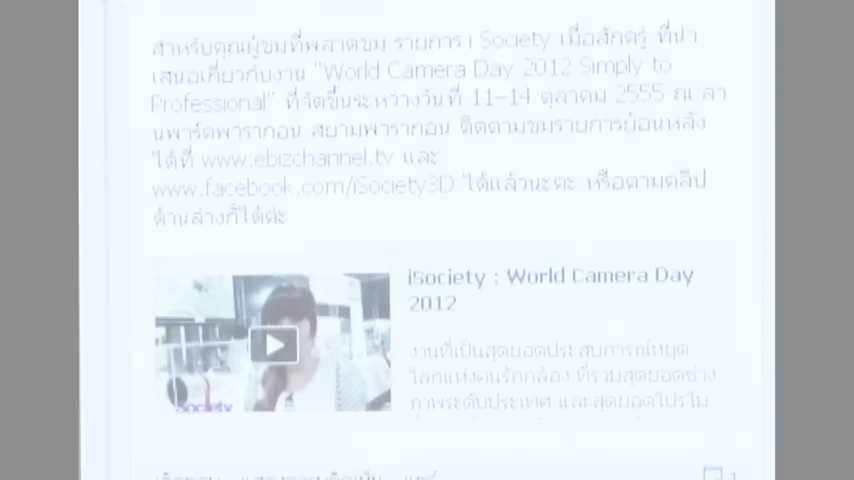 สำหรับคุณผู้ชมที่พลาดชม รายการ i Society เมื่อสักครู่ ที่นำ
เสนอเกี่ยวกับงาน "World Camera Day 2012 Simply to
Professional" ที่จัดขึ้นระหว่างวันที่ 11-14 ตุลาคม 2555 ณ ลา
นพาร์คพารากอน สยามพารากอน ติดตามชมรายการย้อนหลัง
ได้ที่ www.ebizchannel.tv และ
www.facebook.com/iSociety3D ได้แล้วนะคะ หรือตามคลิป
ด้านล่างก็ได้ค่ะ
iSociety : World Camera Day
2012
งานที่เป็นสุดยอดประสบการณ์หยุด
โลกแห่งคนรักกล้อง ที่รวมสุดยอดช่าง
ภาพระดับประเทศ และสุดยอดโปรโม
Society